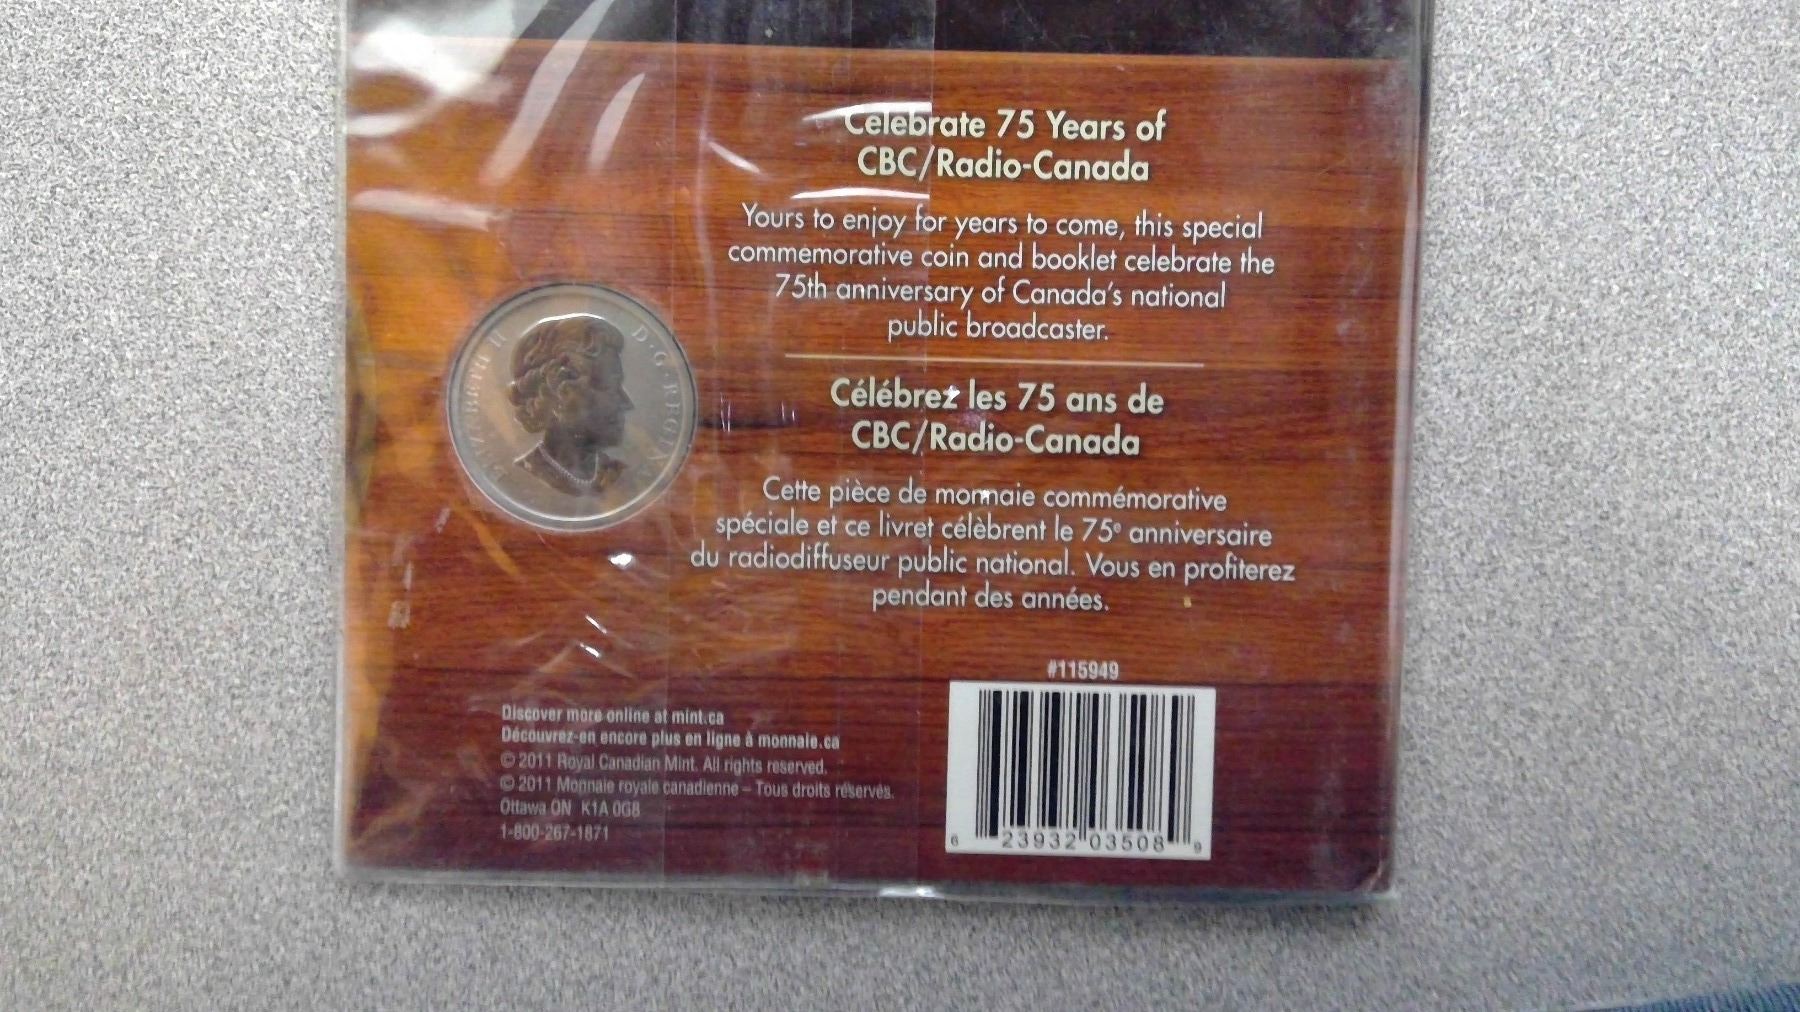 Celebrate 75 Years of
CBC/Radio-Canada
Yours to enjoy for years to come, this special
commemorative coin and booklet celebrate the
75th anniversary of Canada's national
public broadcaster.
ELIZABETH II D·G·REGINA
Célébrez les 75 ans de
CBC/Radio-Canada
Cette pièce de monnaie commémorative
spéciale et ce livret célèbrent le 75e anniversaire
du radiodiffuseur public national. Vous en profiterez
pendant des années.
#115949
6 23932 03508 9
Discover more online at mint.ca
Découvrez-en encore plus en ligne à monnaie.ca
© 2011 Royal Canadian Mint. All rights reserved.
© 2011 Monnaie royale canadienne – Tous droits réservés.
Ottawa ON K1A 0G8
1-800-267-1871